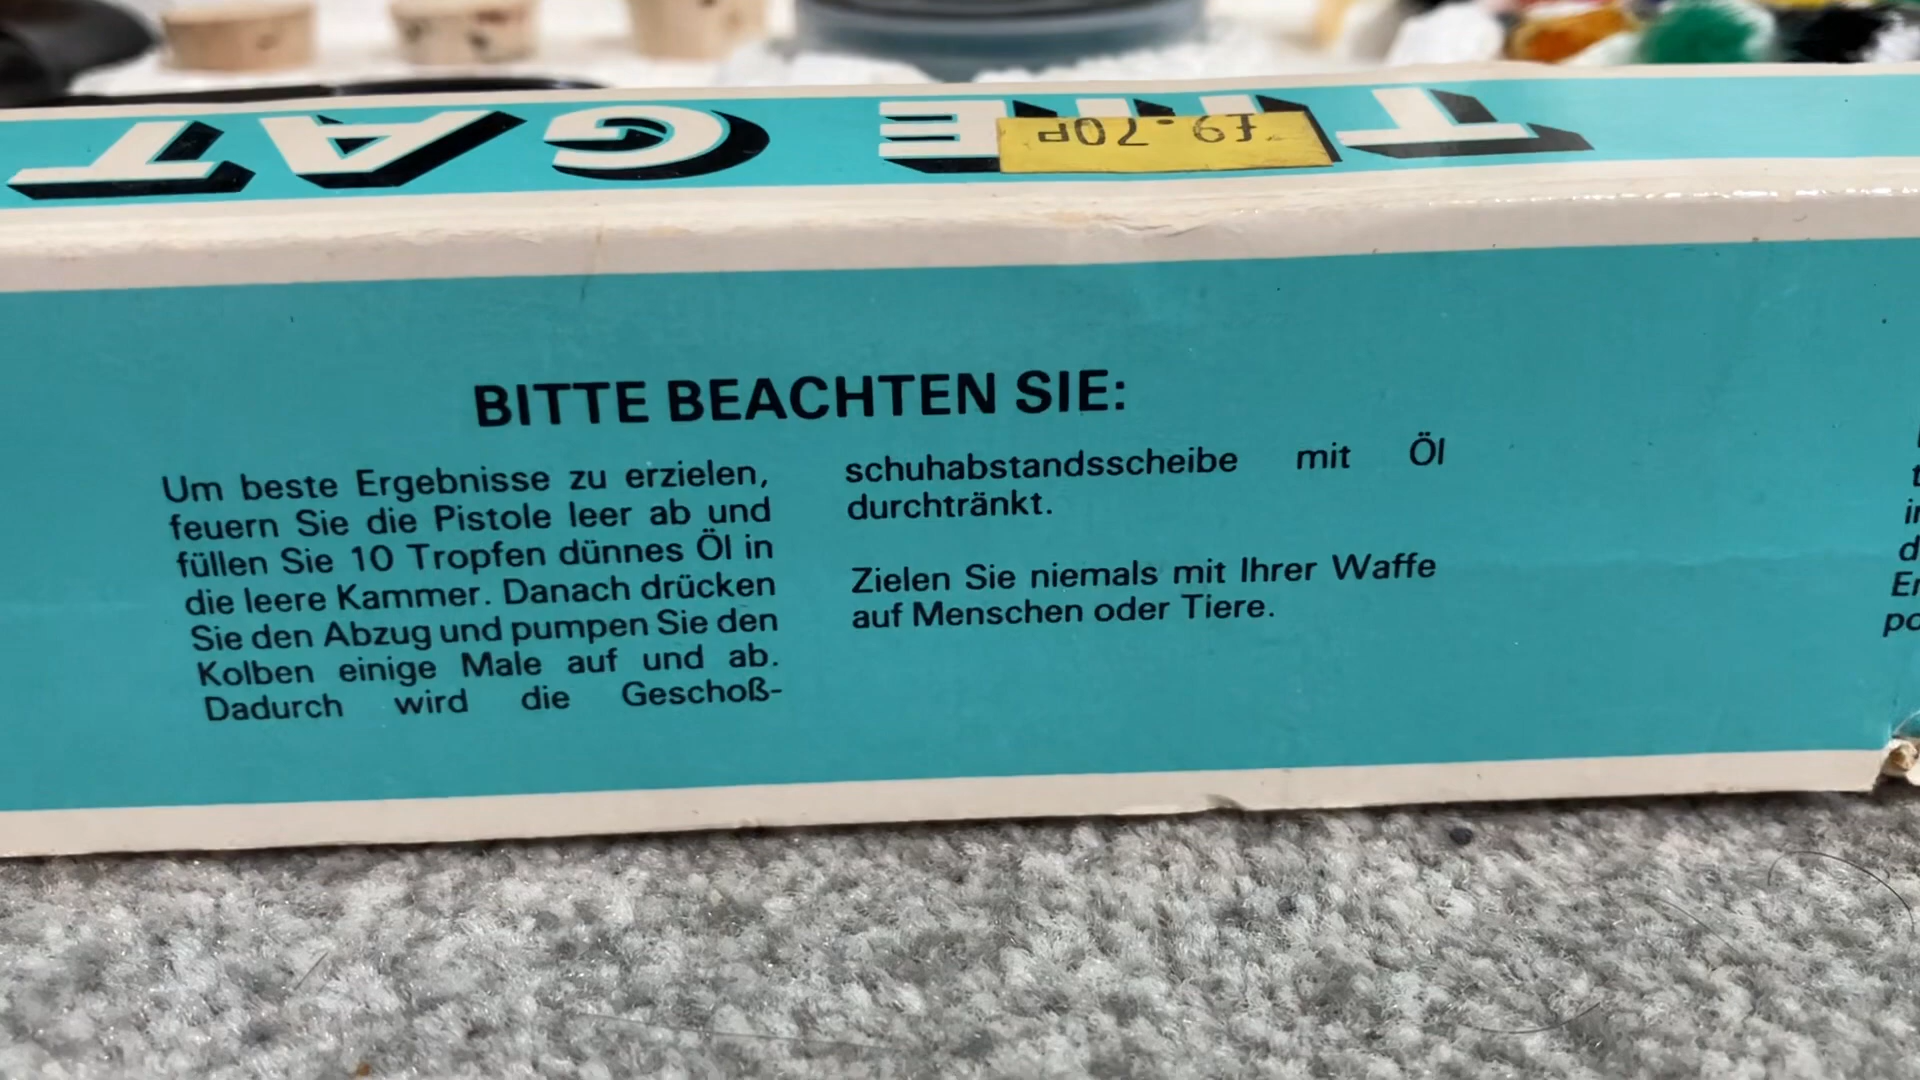 THE GAT
£9.70P
BITTE BEACHTEN SIE:
Um beste Ergebnisse zu erzielen,
feuern Sie die Pistole leer ab und
füllen Sie 10 Tropfen dünnes Öl in
die leere Kammer. Danach drücken
Sie den Abzug und pumpen Sie den
Kolben einige Male auf und ab.
Dadurch wird die Geschoß-
schuhabstandsscheibe mit Öl
durchtränkt.
Zielen Sie niemals mit Ihrer Waffe
auf Menschen oder Tiere.